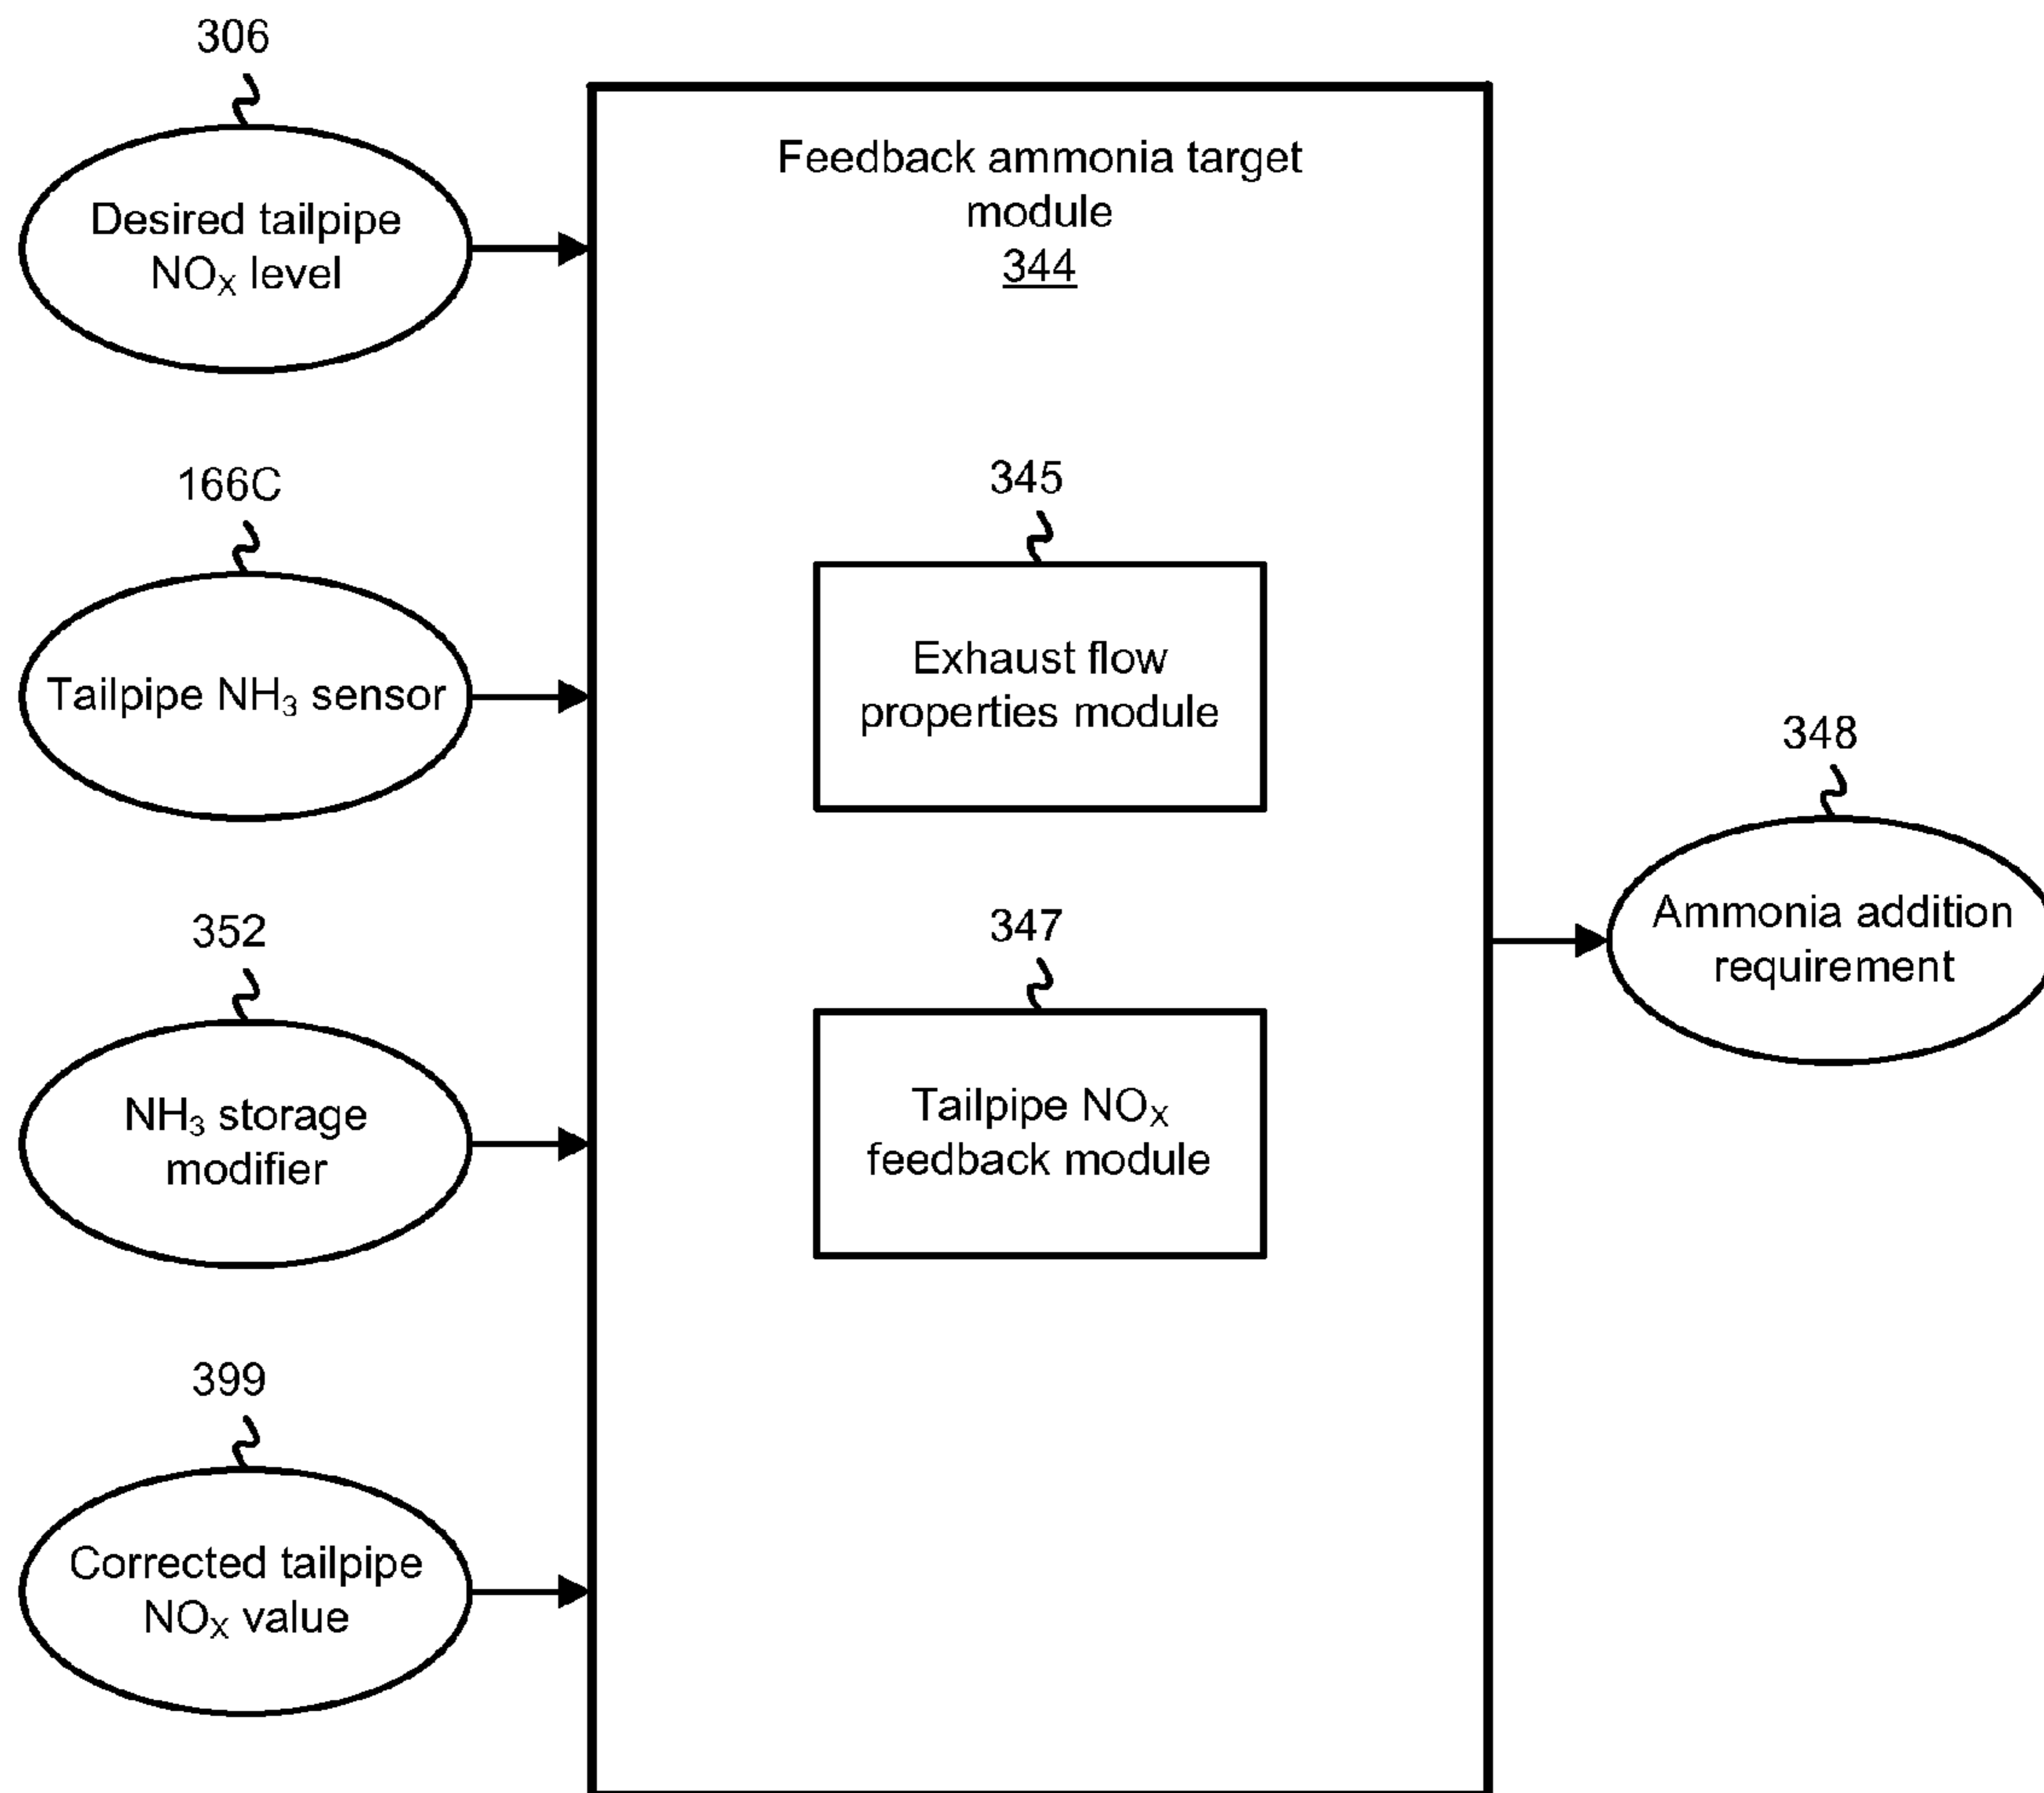 306
Desired tailpipe
NOX level
166C
Tailpipe NH3 sensor
352
NH3 storage
modifier
399
Corrected tailpipe
NOX value
Feedback ammonia target
module
344
345
Exhaust flow
properties module
347
Tailpipe NOX
feedback module
348
Ammonia addition
requirement